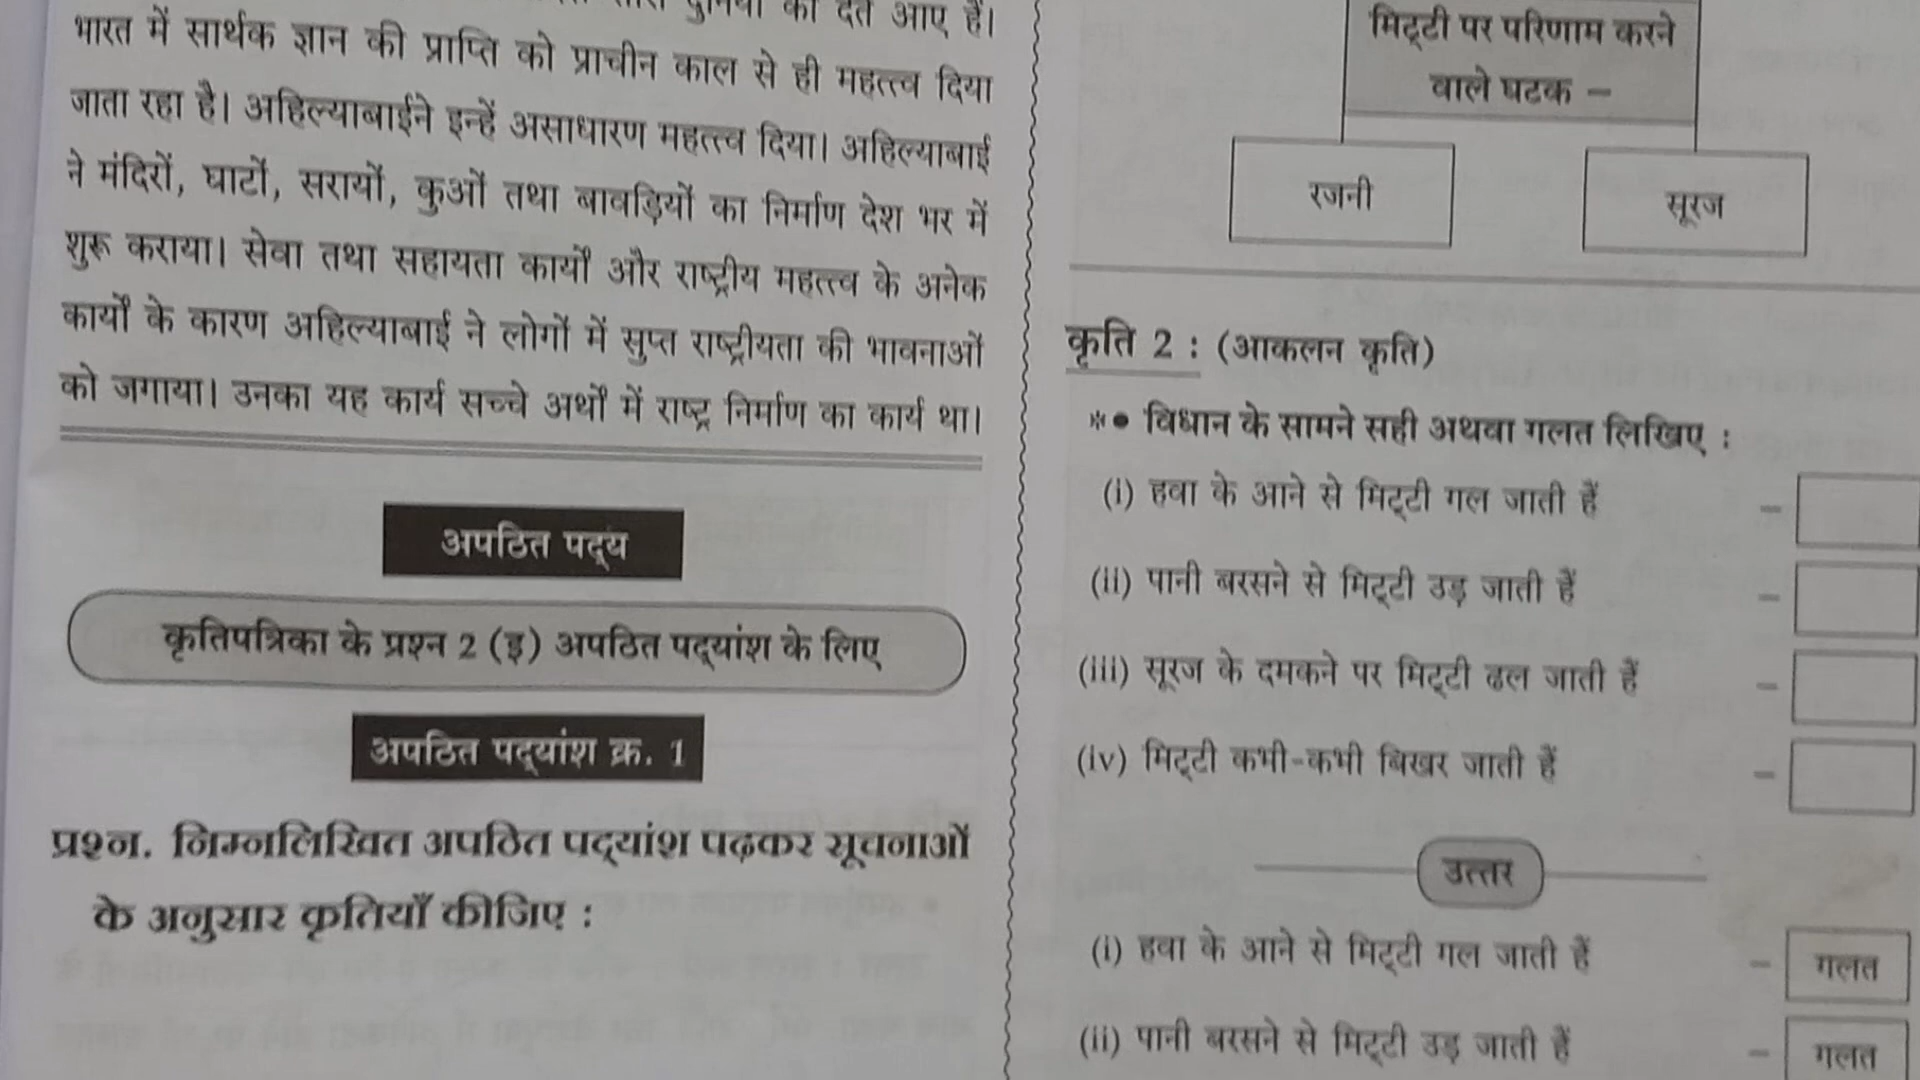 दुनिया को देते आए हैं।
भारत में सार्थक ज्ञान की प्राप्ति को प्राचीन काल से ही महत्त्व दिया
जाता रहा है। अहिल्याबाईने इन्हें असाधारण महत्त्व दिया। अहिल्याबाई
ने मंदिरों, घाटों, सरायों, कुओं तथा बावड़ियों का निर्माण देश भर में
शुरू कराया। सेवा तथा सहायता कार्यों और राष्ट्रीय महत्त्व के अनेक
कार्यों के कारण अहिल्याबाई ने लोगों में सुप्त राष्ट्रीयता की भावनाओं
को जगाया। उनका यह कार्य सच्चे अर्थों में राष्ट्र निर्माण का कार्य था।
अपठित पद्य
कृतिपत्रिका के प्रश्न 2 (इ) अपठित पद्यांश के लिए
अपठित पद्यांश क्र. 1
प्रश्न. निम्नलिखित अपठित पद्यांश पढ़कर सूचनाओं
के अनुसार कृतियाँ कीजिए :
मिट्टी पर परिणाम करने
वाले घटक –
रजनी
सूरज
कृति 2 : (आकलन कृति)
*• विधान के सामने सही अथवा गलत लिखिए :
(i) हवा के आने से मिट्टी गल जाती हैं –
(ii) पानी बरसने से मिट्टी उड़ जाती हैं –
(iii) सूरज के दमकने पर मिट्टी ढल जाती हैं –
(iv) मिट्टी कभी-कभी बिखर जाती हैं –
उत्तर
(i) हवा के आने से मिट्टी गल जाती हैं – गलत
(ii) पानी बरसने से मिट्टी उड़ जाती हैं – गलत